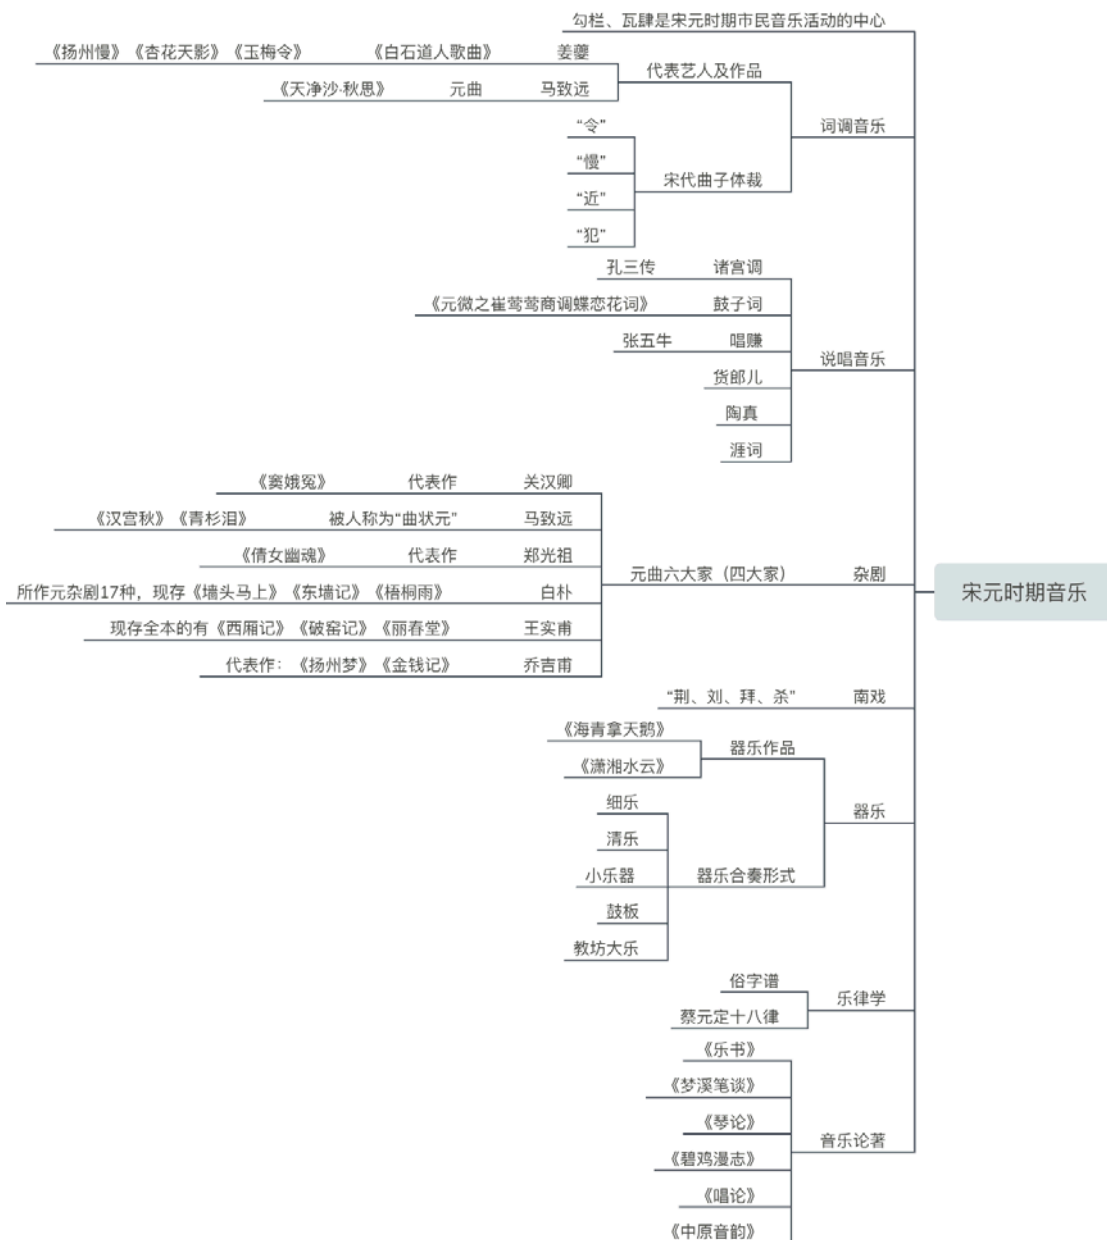 勾栏、瓦肆是宋元时期市民音乐活动的中心
《扬州慢》《杏花天影》《玉梅令》 《白石道人歌曲》 姜夔
代表艺人及作品
《天净沙·秋思》 元曲 马致远
词调音乐
“令”
“慢”
宋代曲子体裁
“近”
“犯”
孔三传 诸宫调
《元微之崔莺莺商调蝶恋花词》 鼓子词
张五牛 唱赚
说唱音乐
货郎儿
陶真
涯词
《窦娥冤》 代表作 关汉卿
《汉宫秋》《青杉泪》 被人称为“曲状元” 马致远
《倩女幽魂》 代表作 郑光祖
元曲六大家（四大家） 杂剧
所作元杂剧17种，现存《墙头马上》《东墙记》《梧桐雨》 白朴
宋元时期音乐
现存全本的有《西厢记》《破窑记》《丽春堂》 王实甫
代表作：《扬州梦》《金钱记》 乔吉甫
“荆、刘、拜、杀” 南戏
《海青拿天鹅》
器乐作品
《潇湘水云》
细乐
器乐
清乐
小乐器 器乐合奏形式
鼓板
教坊大乐
俗字谱
乐律学
蔡元定十八律
《乐书》
《梦溪笔谈》
《琴论》
音乐论著
《碧鸡漫志》
《唱论》
《中原音韵》